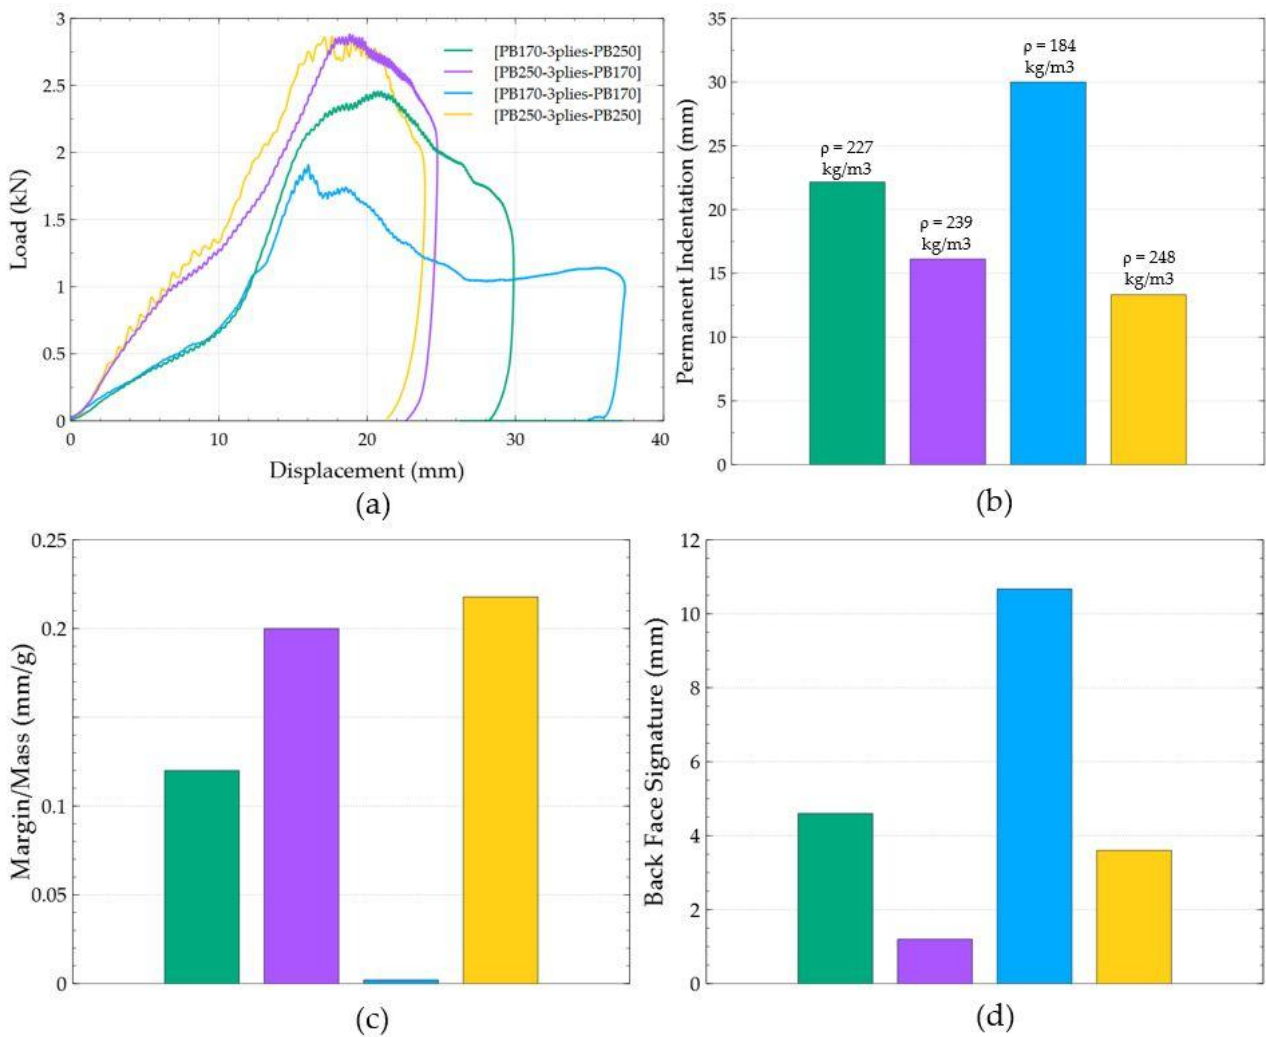 3
2.5
2
1.5
1
0.5
0
0
10
20
30
40
Load (kN)
Displacement (mm)
[PB170-3plies-PB250]
[PB250-3plies-PB170]
[PB170-3plies-PB170]
[PB250-3plies-PB250]
(a)
35
30
25
20
15
10
5
0
Permanent Indentation (mm)
ρ = 227
kg/m3
ρ = 239
kg/m3
ρ = 184
kg/m3
ρ = 248
kg/m3
(b)
0.25
0.2
0.1
0.05
0
Margin/Mass (mm/g)
(c)
12
10
8
6
4
2
0
Back Face Signature (mm)
(d)